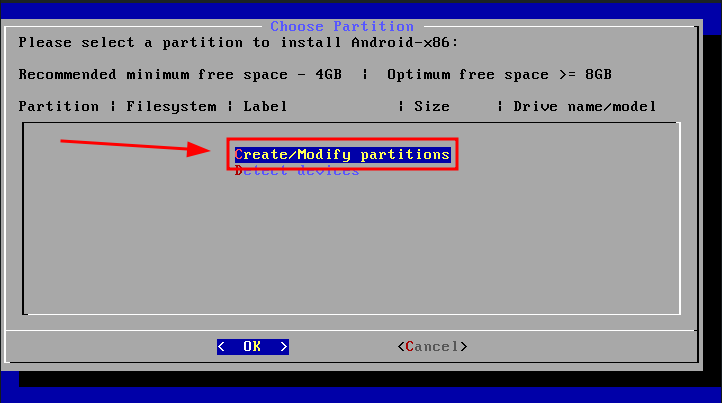 Choose Partition
Please select a partition to install Android-x86:
Recommended minimum free space - 4GB | Optimum free space >= 8GB
Partition | Filesystem | Label | Size | Drive name/model
Create/Modify partitions
Detect devices
< OK > <Cancel>